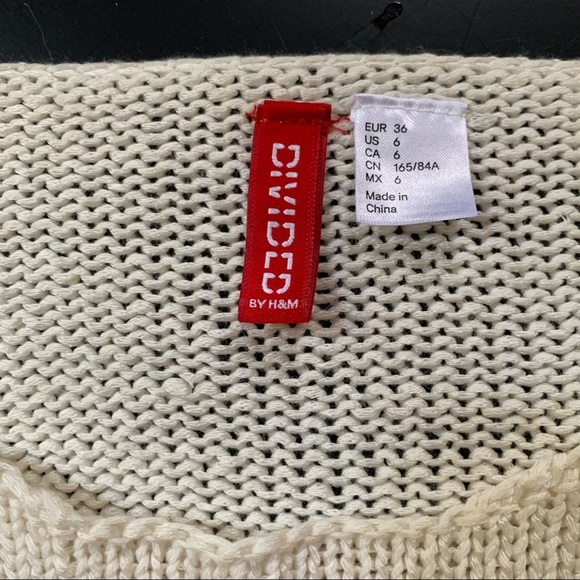 DIVIDED
BY H&M
EUR 36
US 6
CA 6
CN 165/84A
MX 6
Made in
China